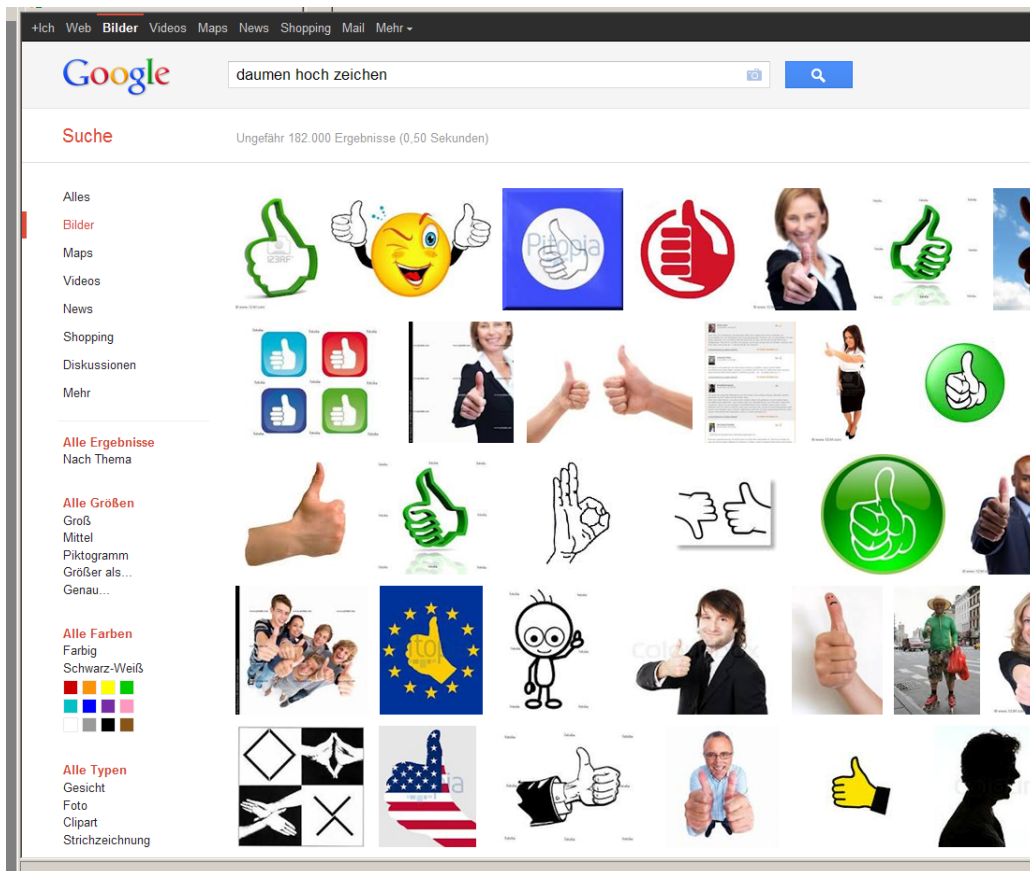 +Ich Web Bilder Videos Maps News Shopping Mail Mehr
Google
daumen hoch zeichen
Suche
Ungefähr 182.000 Ergebnisse (0,50 Sekunden)
Alles
Bilder
Maps
Videos
News
Shopping
Diskussionen
Mehr
Alle Ergebnisse
Nach Thema
Alle Größen
Groß
Mittel
Piktogramm
Größer als...
Genau...
Alle Farben
Farbig
Schwarz-Weiß
Alle Typen
Gesicht
Foto
Clipart
Strichzeichnung
123RF
Pitopia